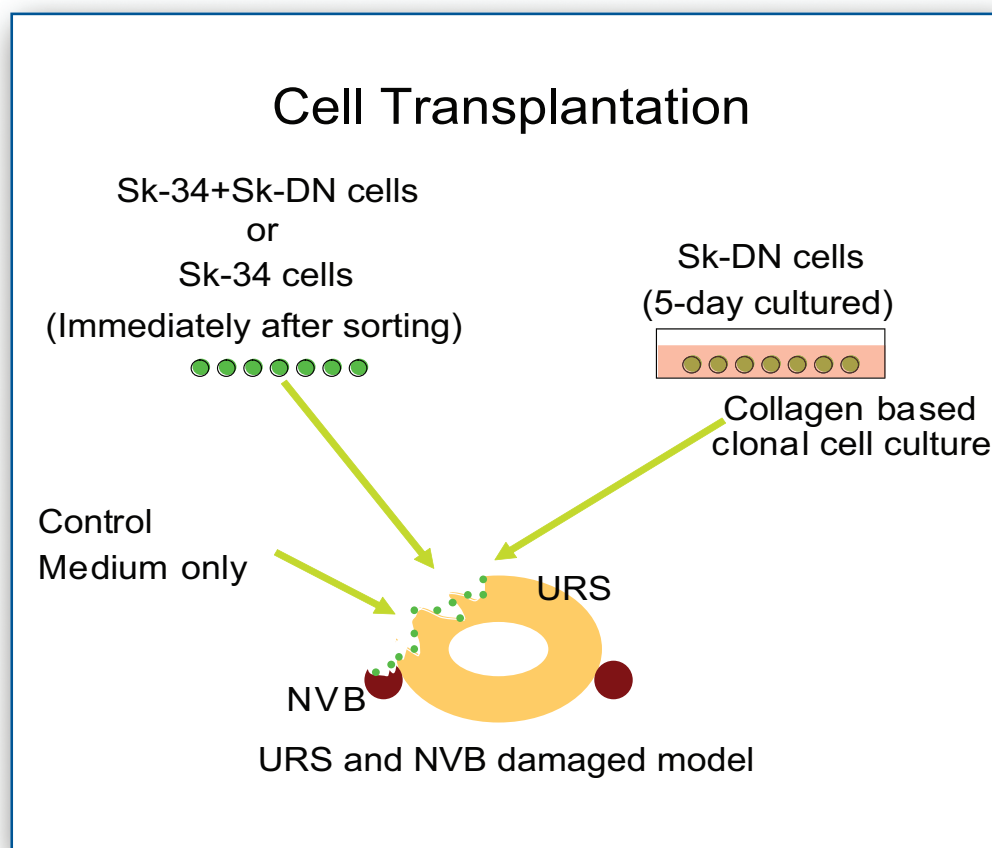 Cell Transplantation
Sk-34+Sk-DN cells
or
Sk-34 cells
(Immediately after sorting)
Sk-DN cells
(5-day cultured)
Collagen based
clonal cell culture
Control
Medium only
URS
NVB
URS and NVB damaged model